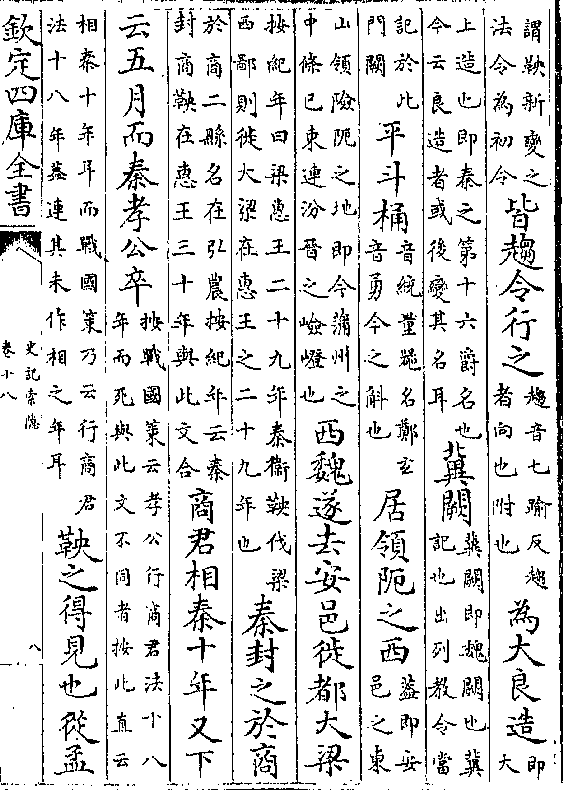 謂鞅新變之
法令為初令
皆趨令行之
趨音七踰反趨
者向也附也
為大良造
即
大
上造也即秦之第十六爵名也
今云良造者或後變其名耳
冀闕
冀闕即魏闕也冀
記也出列教令當
記於此
門闕
平斗桶
音統量器名鄭玄
音勇今之斛也
居領阨之西
葢即安
邑之東
山領險阨之地即今蒲州之
中條已東連汾晉之嶮嶝也
西魏遂去安邑徙都大梁
按紀年曰梁惠王二十九年秦衛鞅伐梁
西鄙則徙大梁在惠王之二十九年也
秦封之於商
於商二縣名在弘農按紀年云秦
封商鞅在惠王三十年與此文合
商君相秦十年又下
云五月而秦孝公卒
按戰國策云孝公行商君法十八
年而死與此文不同者按此直云
相秦十年耳而戰國策乃云行商君
法十八年葢連其未作相之年耳
鞅之得見也從孟
欽定四庫全書
史記索隱
卷十八
八